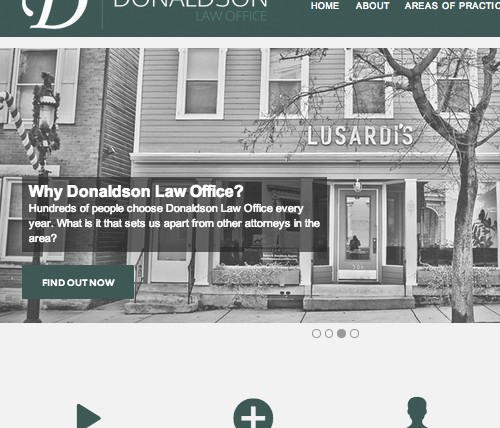 DONALDSON
LAW OFFICE
HOME ABOUT AREAS OF PRACTIC
LUSARDI'S
Why Donaldson Law Office?
Hundreds of people choose Donaldson Law Office every
year. What is it that sets us apart from other attorneys in the
area?
FIND OUT NOW